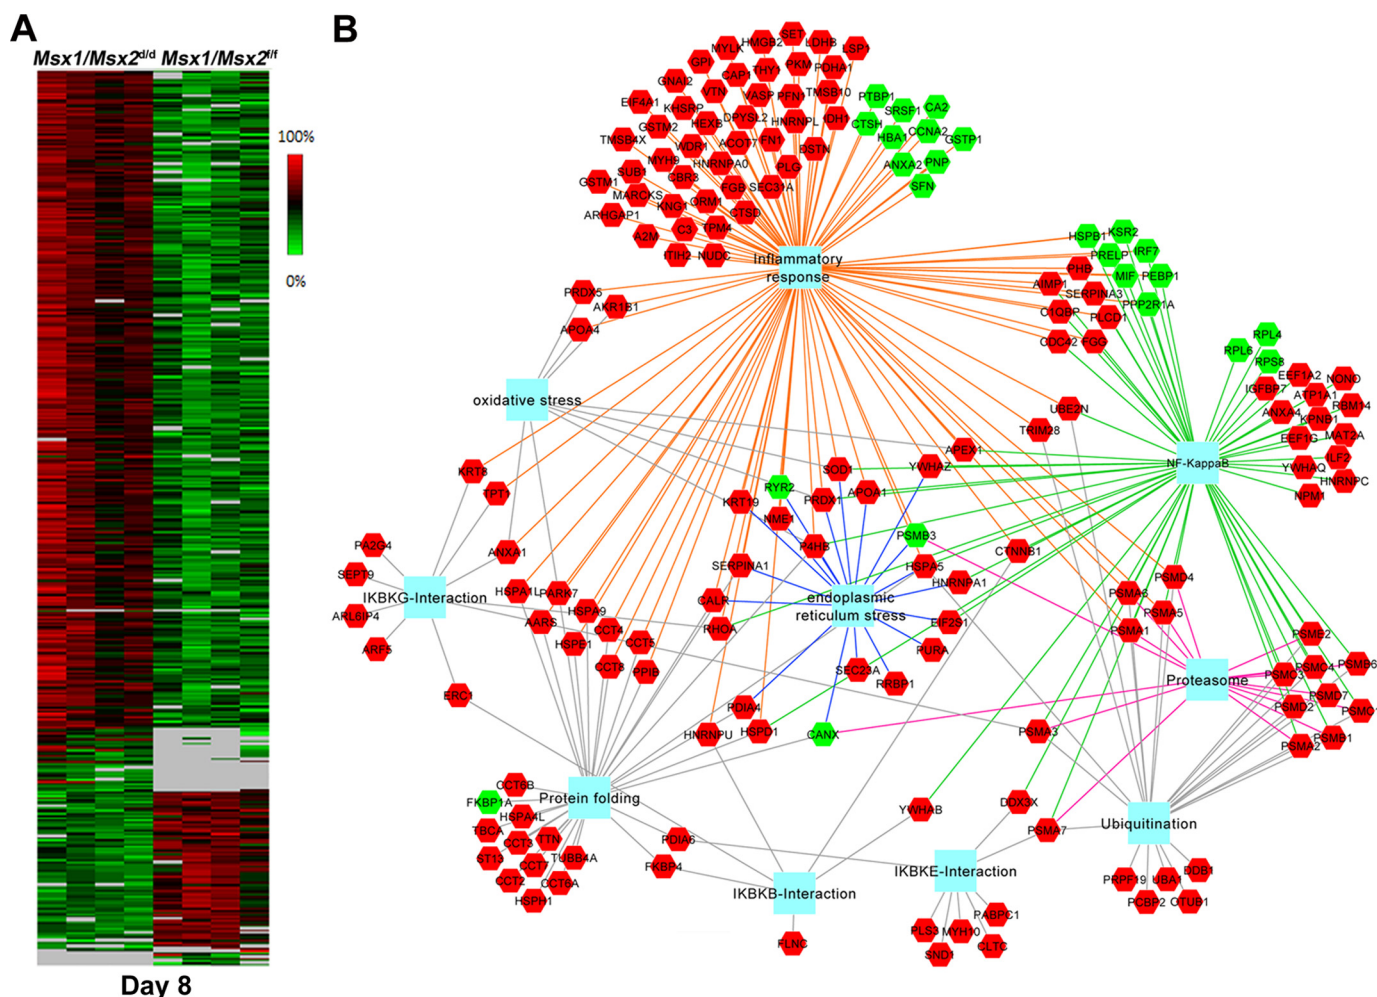 A
B
Msx1/Msx2d/d Msx1/Msx2f/f
100%
0%
Day 8
SET
HMGB2
LDHB
LSP1
MYLK
GPI
THY1
PKM
PDHA1
GNAI2
CAP1
VTN
VASP
PFN1
TMSB10
EIF4A1
KHSRP
HEXB
DPYSL2
HNRNPL
IDH1
GSTM2
TMSB4X
WDR1
ACOT7
FN1
DSTN
MYH9
HNRNPA0
PLG
SUB1
CBR3
GSTM1
MARCKS
FGB
SEC31A
KNG1
ORM1
CTSD
ARHGAP1
C3
TPM4
A2M
ITIH2
NUDC
PTBP1
SRSF1
CA2
CTSH
HBA1
CCNA2
GSTP1
ANXA2
PNP
SFN
Inflammatory
response
HSPB1
KSR2
PRELP
IRF7
PHB
MIF
PEBP1
AIMP1
SERPINA3
PPP2R1A
C1QBP
PLCD1
CDC42
FGG
PRDX5
AKR1B1
APOA4
oxidative stress
RPL4
RPL6
RPS3
EEF1A2
NONO
IGFBP7
ATP1A1
RBM14
ANXA4
KPNB1
EEF1G
MAT2A
ILF2
YWHAQ
HNRNPC
NPM1
NF-KappaB
UBE2N
TRIM28
APEX1
KRT8
TPT1
SOD1
YWHAZ
RYR2
PRDX1
APOA1
KRT19
NME1
PSMB3
P4HB
CTNNB1
PA2G4
ANXA1
SEPT9
SERPINA1
HSPA5
HNRNPA1
PSMD4
IKBKG-Interaction
HSPA1L
PARK7
CALR
endoplasmic
reticulum stress
PSMA6
PSMA5
ARL6IP4
HSPA9
AARS
CCT4
RHOA
EIF2S1
PSMA1
ARF5
HSPE1
CCT5
PURA
CCT8
PPIB
SEC23A
RRBP1
PSME2
PSMC3
PSMC4
PSMB6
Proteasome
ERC1
PDIA4
PSMD2
PSMD7
PSMC1
HNRNPU
HSPD1
CANX
PSMA3
PSMA2
PSMB1
CCT6B
Protein folding
FKBP1A
HSPA4L
TBCA
CCT3
TTN
ST13
CCT7
TUBB4A
CCT2
CCT6A
HSPH1
PDIA6
FKBP4
YWHAB
DDX3X
PSMA7
Ubiquitination
IKBKB-Interaction
IKBKE-Interaction
FLNC
PLS3
MYH10
PABPC1
SND1
CLTC
PRPF19
UBA1
DDB1
PCBP2
OTUB1